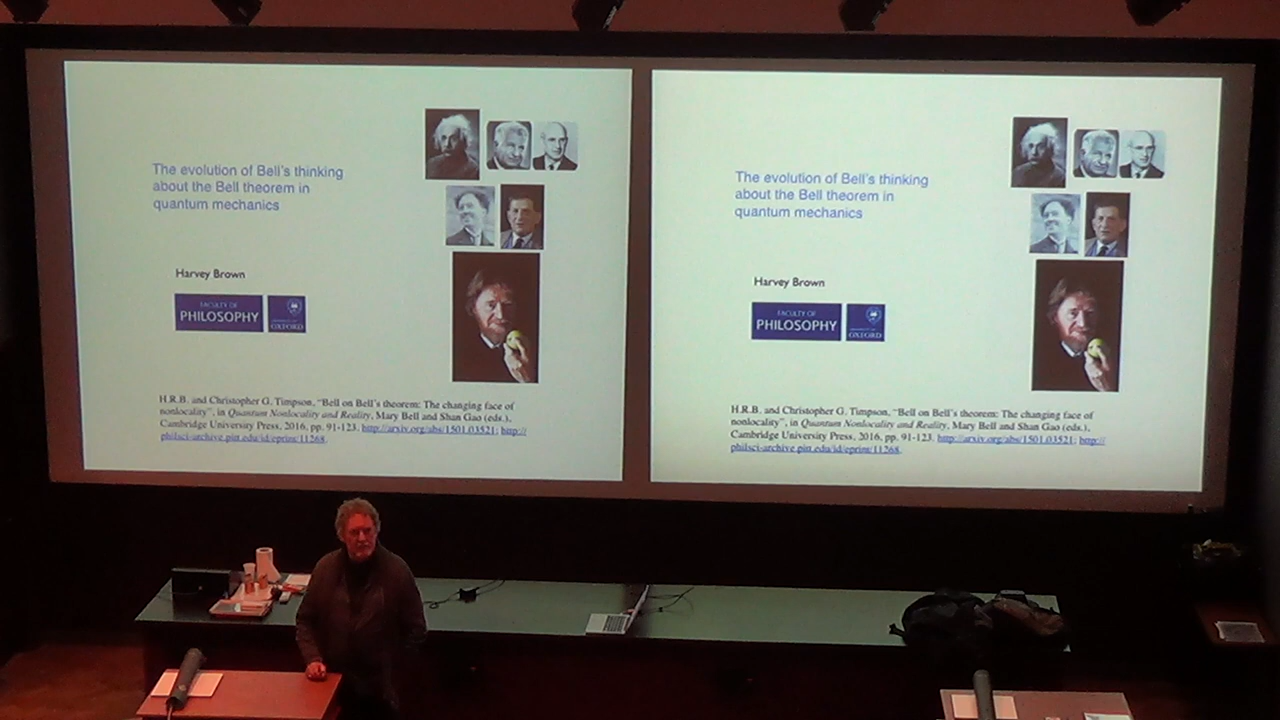 The evolution of Bell's thinking
about the Bell theorem in
quantum mechanics
Harvey Brown
FACULTY OF
PHILOSOPHY
UNIVERSITY OF
OXFORD
H.R.B. and Christopher G. Timpson, "Bell on Bell's theorem: The changing face of
nonlocality", in Quantum Nonlocality and Reality, Mary Bell and Shan Gao (eds.),
Cambridge University Press, 2016, pp. 91-123. http://arxiv.org/abs/1501.03521; http://
philsci-archive.pitt.edu/id/eprint/11268.
The evolution of Bell's thinking
about the Bell theorem in
quantum mechanics
Harvey Brown
FACULTY OF
PHILOSOPHY
UNIVERSITY OF
OXFORD
H.R.B. and Christopher G. Timpson, "Bell on Bell's theorem: The changing face of
nonlocality", in Quantum Nonlocality and Reality, Mary Bell and Shan Gao (eds.),
Cambridge University Press, 2016, pp. 91-123. http://arxiv.org/abs/1501.03521; http://
philsci-archive.pitt.edu/id/eprint/11268.